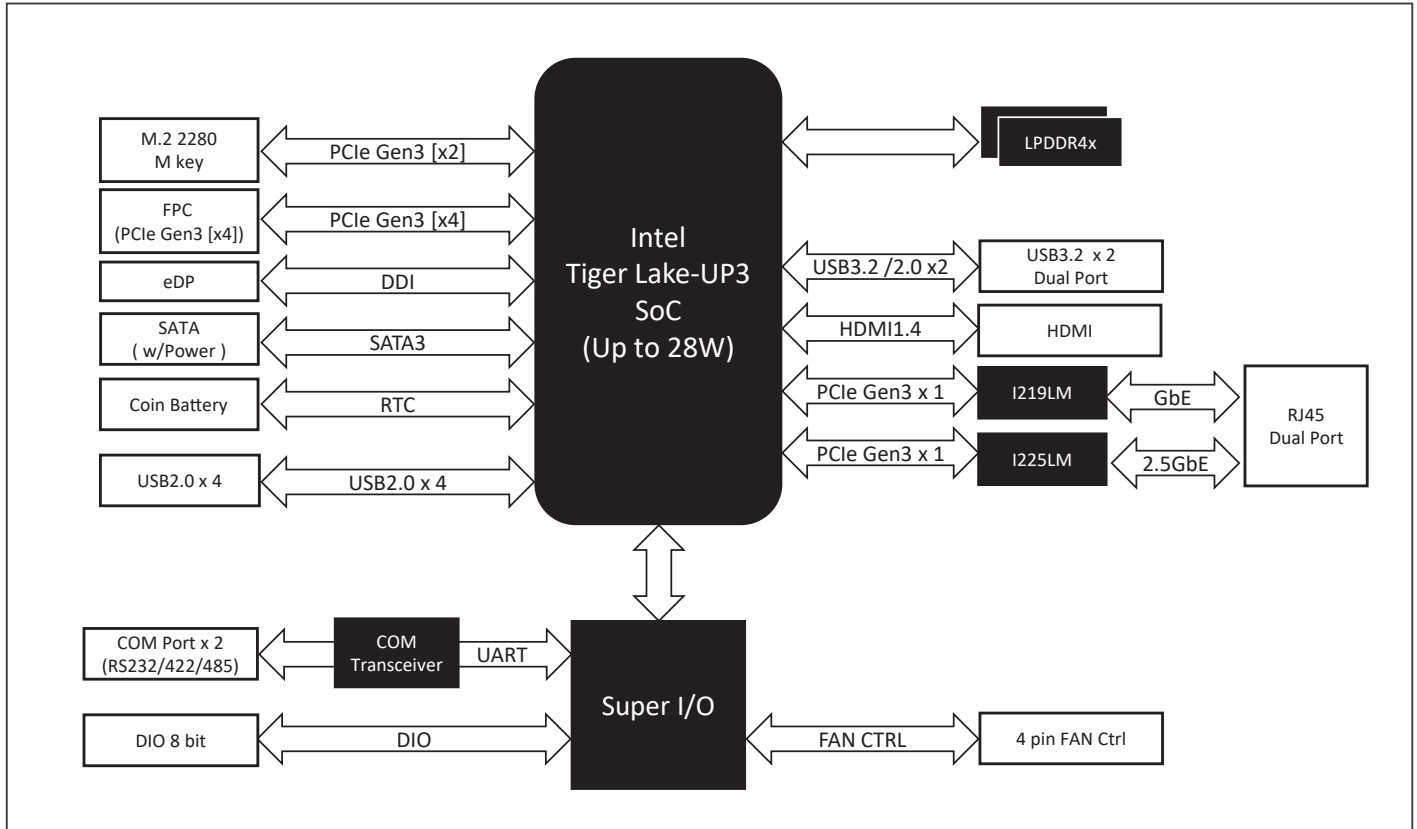 M.2 2280
M key
PCIe Gen3 [x2]
FPC
(PCIe Gen3 [x4])
PCIe Gen3 [x4]
eDP
DDI
SATA
( w/Power )
SATA3
Coin Battery
RTC
USB2.0 x 4
USB2.0 x 4
Intel
Tiger Lake-UP3
SoC
(Up to 28W)
LPDDR4x
USB3.2 /2.0 x2
USB3.2  x 2
Dual Port
HDMI1.4
HDMI
PCIe Gen3 x 1
I219LM
GbE
PCIe Gen3 x 1
I225LM
2.5GbE
RJ45
Dual Port
COM Port x 2
(RS232/422/485)
COM
Transceiver
UART
Super I/O
DIO 8 bit
DIO
FAN CTRL
4 pin FAN Ctrl